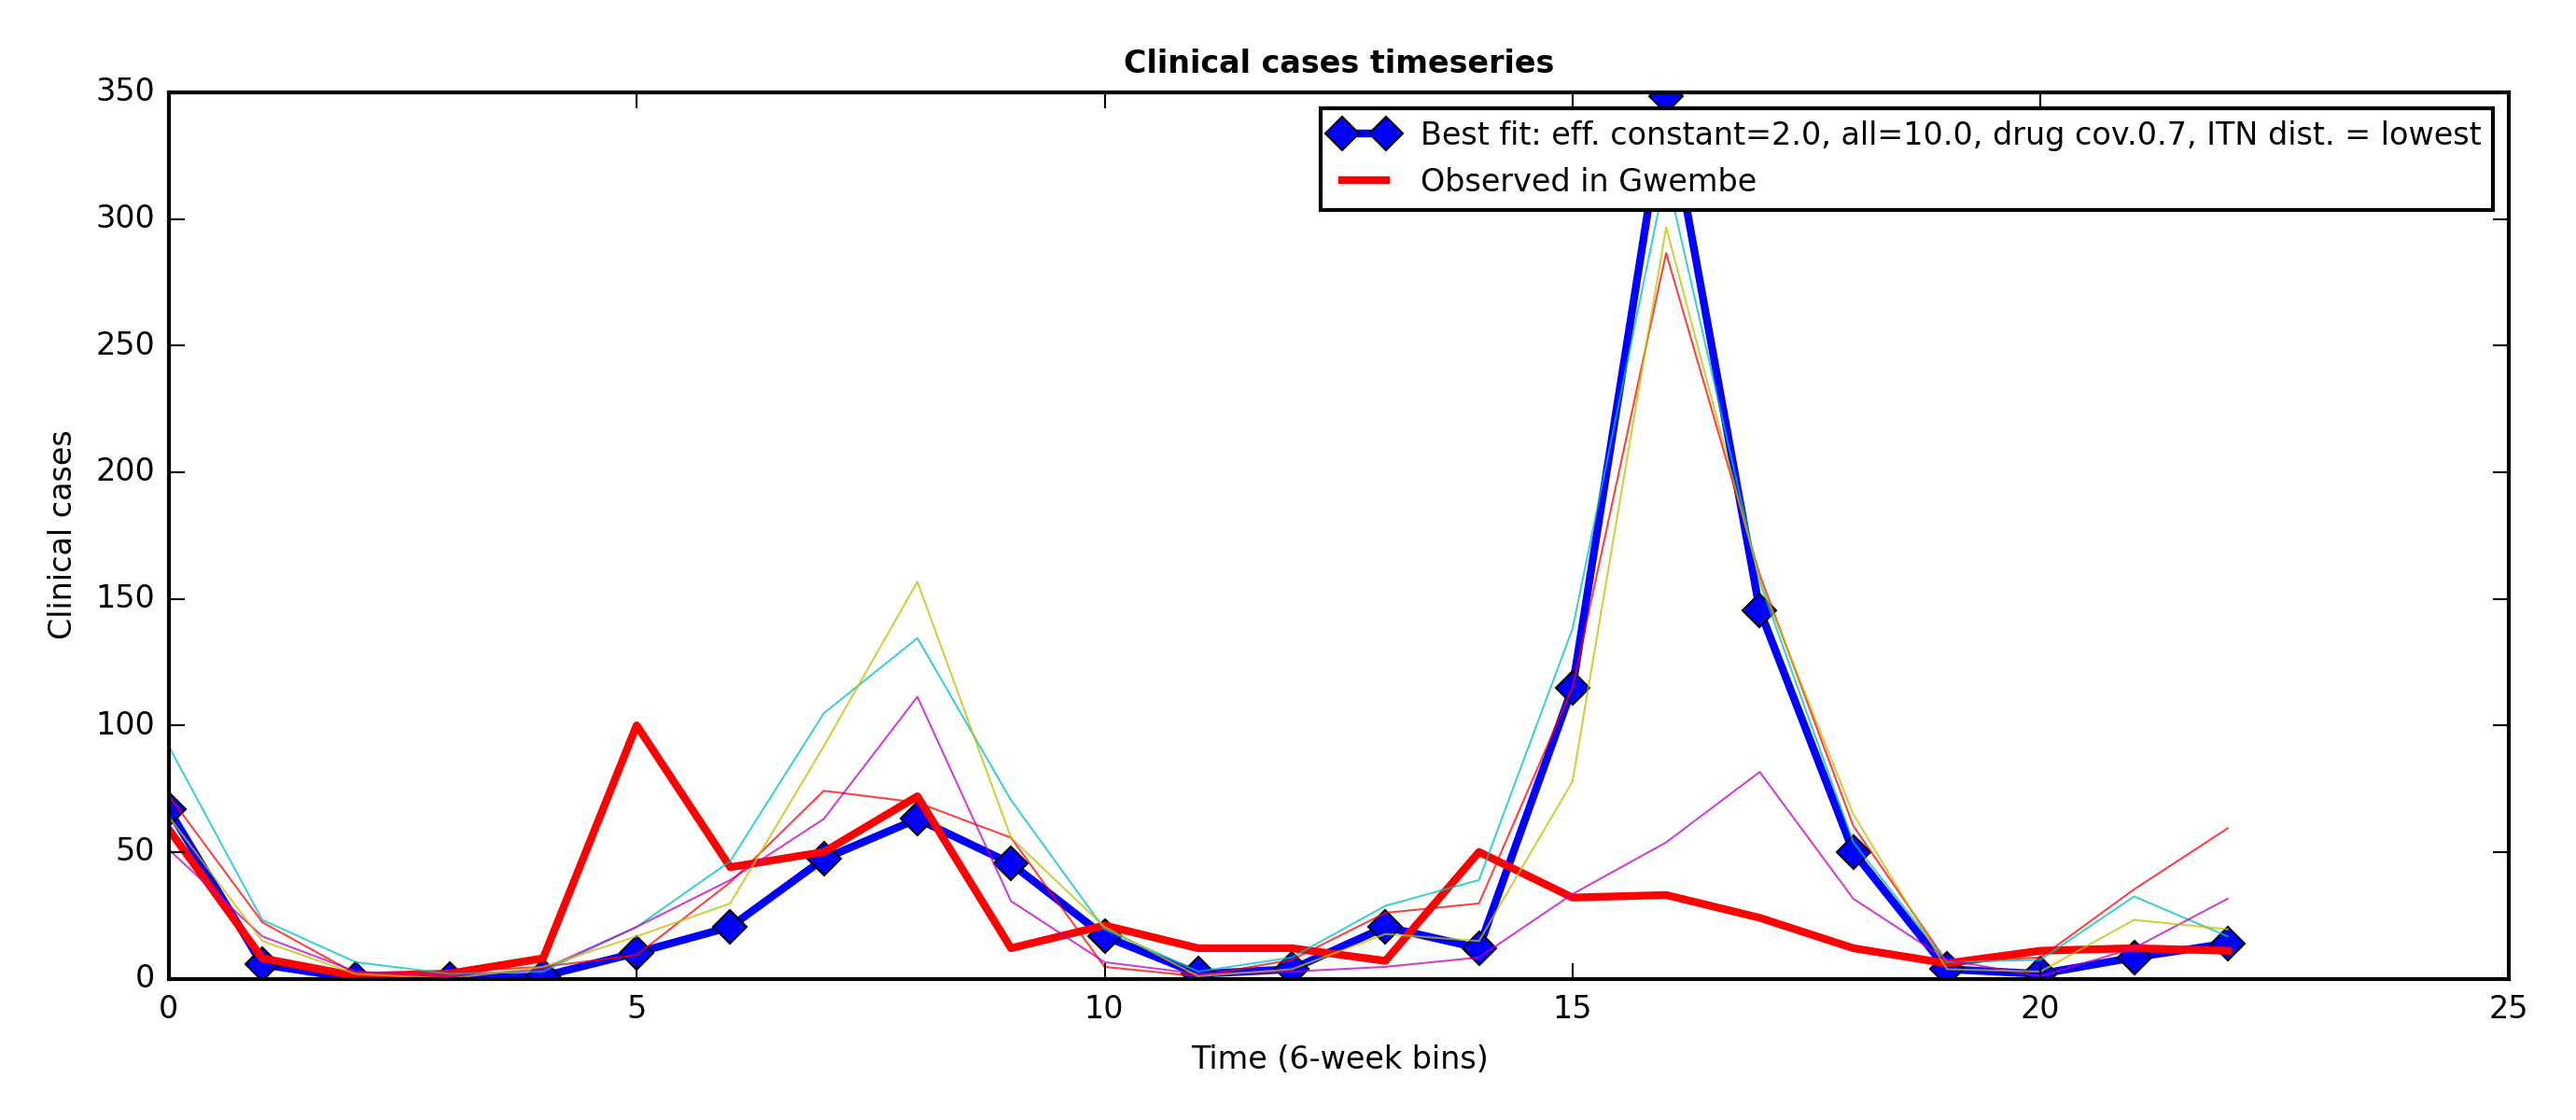 Clinical cases timeseries
350
300
250
200
150
100
50
0
Clinical cases
Best fit: eff. constant=2.0, all=10.0, drug cov.0.7, ITN dist. = lowest
Observed in Gwembe
0 5 10 15 20 25
Time (6-week bins)